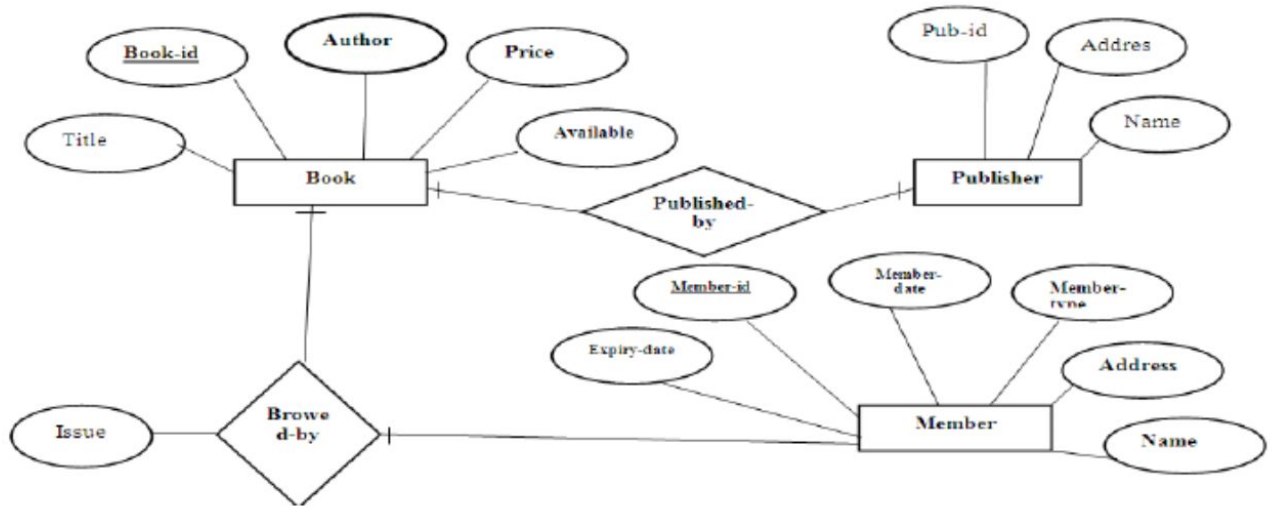 Book-id
Author
Price
Title
Available
Book
Pub-id
Addres
Name
Publisher
Published-
by
Member-id
Member-
date
Member-
type
Expiry-date
Address
Member
Name
Issue
Browe
d-by